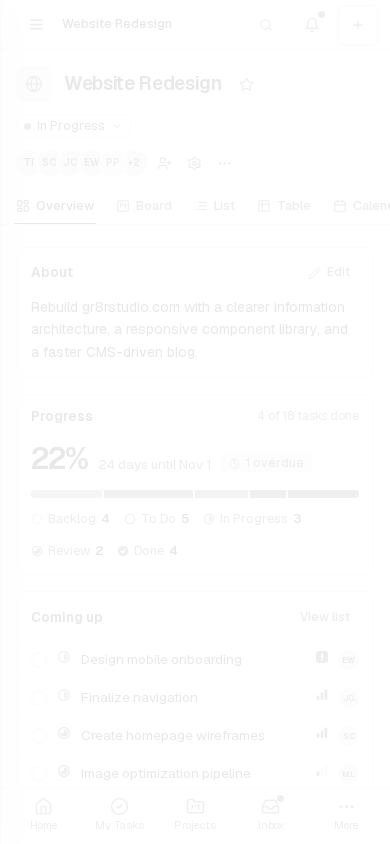 Website Redesign
Website Redesign
In Progress
SC JC EW PP +2
Overview Board List Table
About Edit
Rebuild gr8rstudio.com with a clearer information
architecture, a responsive component library, and
a faster CMS-driven blog.
Progress 4 of 18 tasks done
22% 24 days until Nov 1 1 overdue
Backlog 4 To Do 5 In Progress 3
Review 2 Done 4
Coming up View list
Design mobile onboarding EW
Finalize navigation JC
Create homepage wireframes SC
Image optimization pipeline ML
Home My Tasks Projects Inbox More